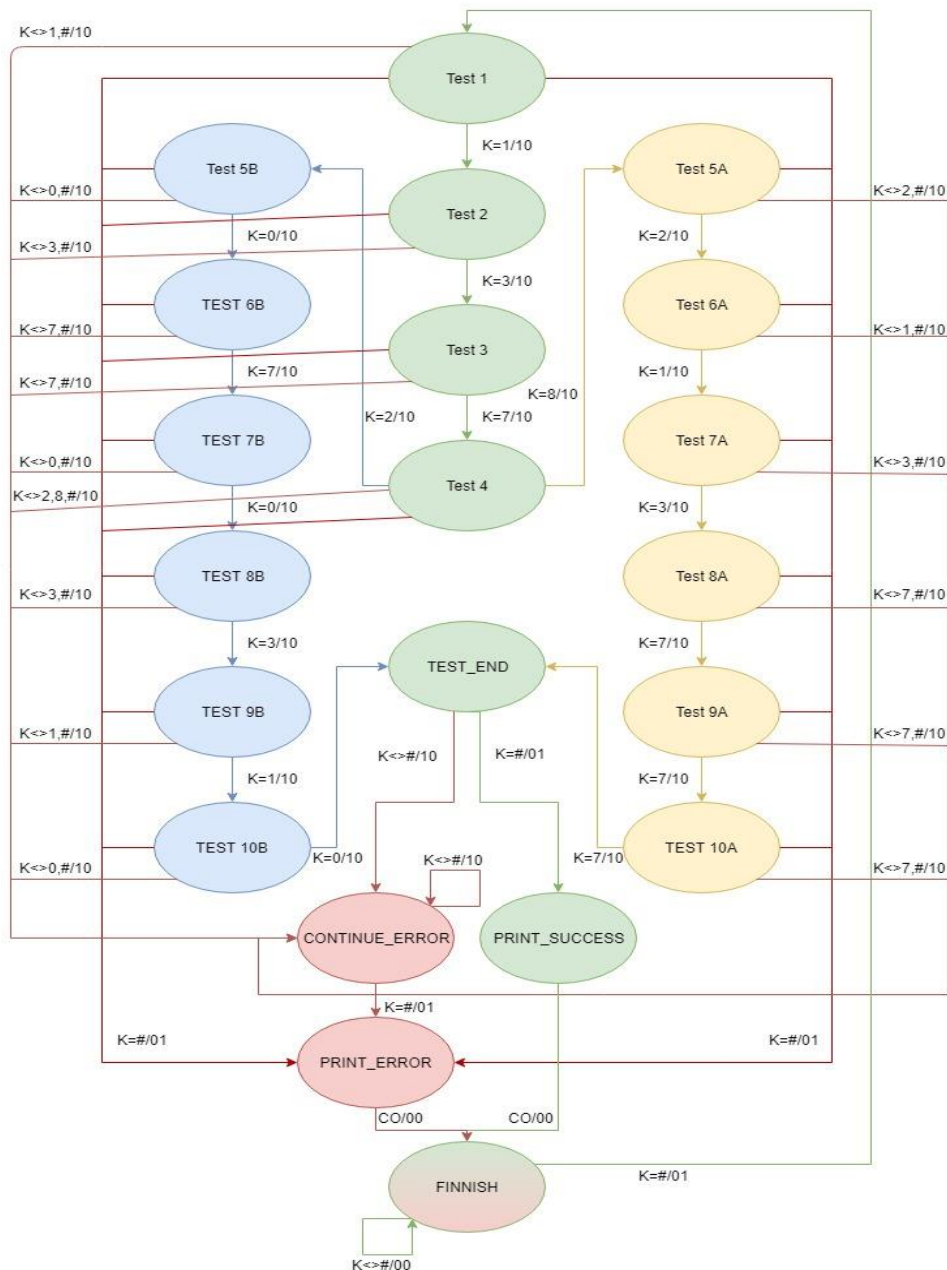 K<>1,#/10
Test 1
K=1/10
Test 5B
Test 5A
K<>0,#/10
K<>2,#/10
Test 2
K=0/10
K=2/10
K<>3,#/10
K=3/10
TEST 6B
Test 6A
K<>7,#/10
K<>1,#/10
Test 3
K=7/10
K=1/10
K<>7,#/10
K=8/10
K=2/10
K=7/10
TEST 7B
Test 7A
K<>0,#/10
K<>3,#/10
Test 4
K<>2,8,#/10
K=0/10
K=3/10
TEST 8B
Test 8A
K<>3,#/10
K<>7,#/10
K=3/10
K=7/10
TEST_END
TEST 9B
Test 9A
K<>1,#/10
K<>7,#/10
K<>#/10
K=#/01
K=1/10
K=7/10
TEST 10B
TEST 10A
K=0/10
K<>#/10
K=7/10
K<>0,#/10
K<>7,#/10
CONTINUE_ERROR
PRINT_SUCCESS
K=#/01
K=#/01
K=#/01
PRINT_ERROR
CO/00
CO/00
FINNISH
K=#/01
K<>#/00